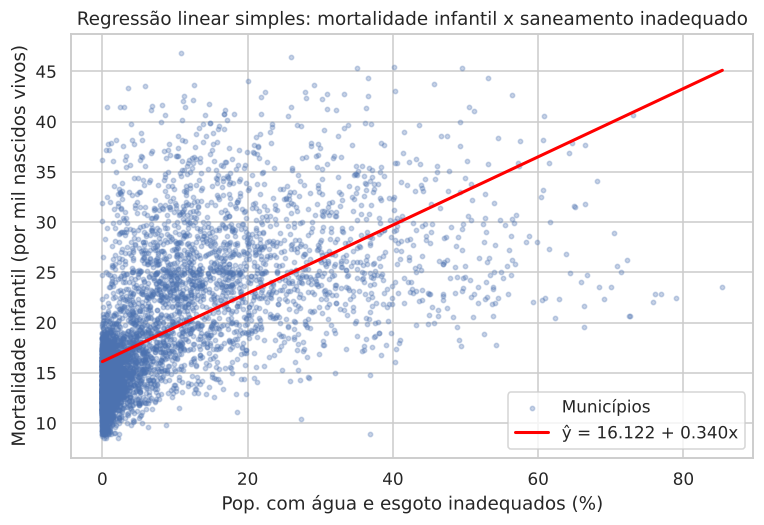 Regressão linear simples: mortalidade infantil x saneamento inadequado
Mortalidade infantil (por mil nascidos vivos)
45
40
35
30
25
20
15
10
0
20
40
60
80
Pop. com água e esgoto inadequados (%)
Municípios
ŷ = 16.122 + 0.340x